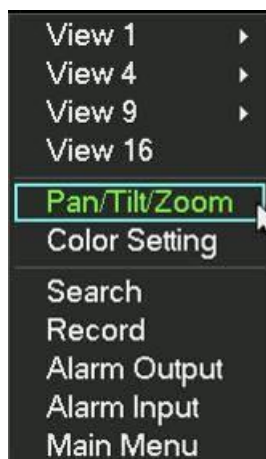 View 1
View 4
View 9
View 16
Pan/Tilt/Zoom
Color Setting
Search
Record
Alarm Output
Alarm Input
Main Menu